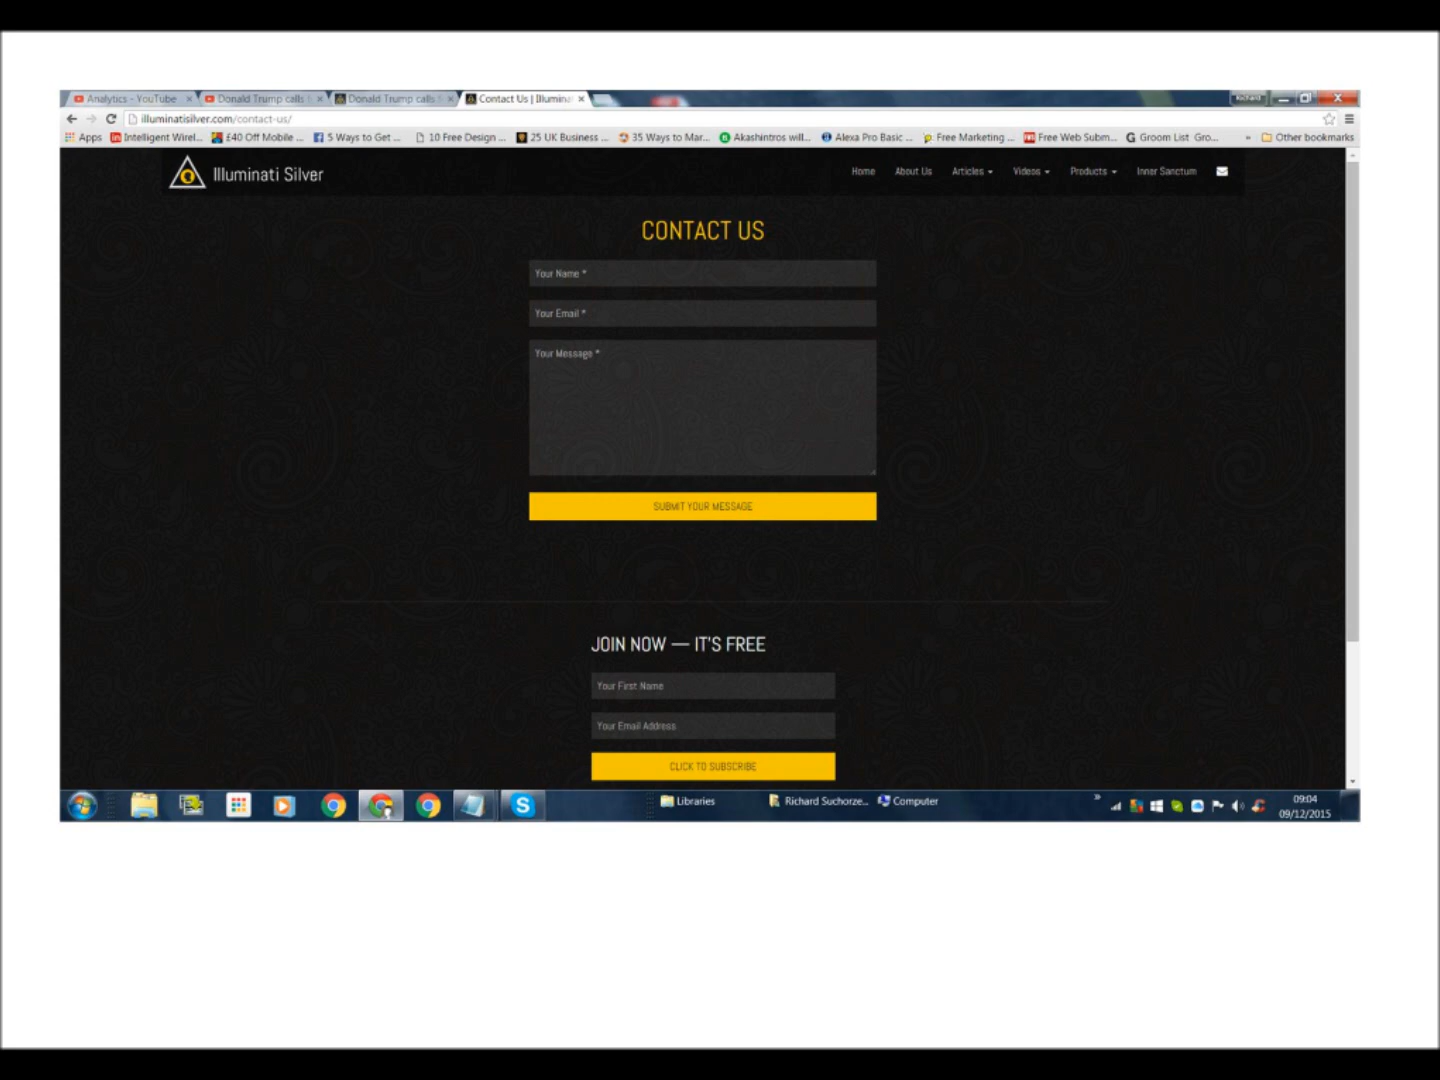 Analytics - YouTube
Donald Trump calls
Donald Trump calls
Contact Us | Illumina
Richard
illuminatisilver.com/contact-us/
Apps Intelligent Wirel... £40 Off Mobile ... 5 Ways to Get ... 10 Free Design ... 25 UK Business ... 35 Ways to Mar... Akashintros will... Alexa Pro Basic ... Free Marketing ... Free Web Subm... Groom List Gro... » Other bookmarks
Illuminati Silver
Home About Us Articles Videos Products Inner Sanctum
CONTACT US
Your Name *
Your Email *
Your Message *
SUBMIT YOUR MESSAGE
JOIN NOW — IT'S FREE
Your First Name
Your Email Address
CLICK TO SUBSCRIBE
Libraries Richard Suchorze... Computer
09:04
09/12/2015